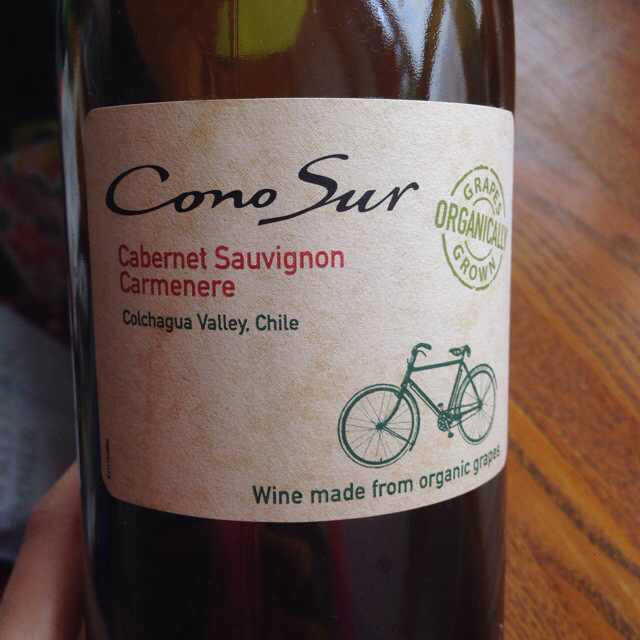 Cono Sur
GRAPES
ORGANICALLY
GROWN
Cabernet Sauvignon
Carmenere
Colchagua Valley, Chile
Wine made from organic grapes